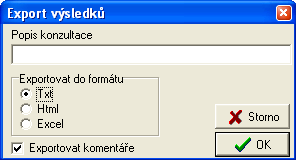 Export výsledků
Popis konzultace
Exportovat do formátu
Txt
Html
Excel
Storno
Exportovat komentáře
OK